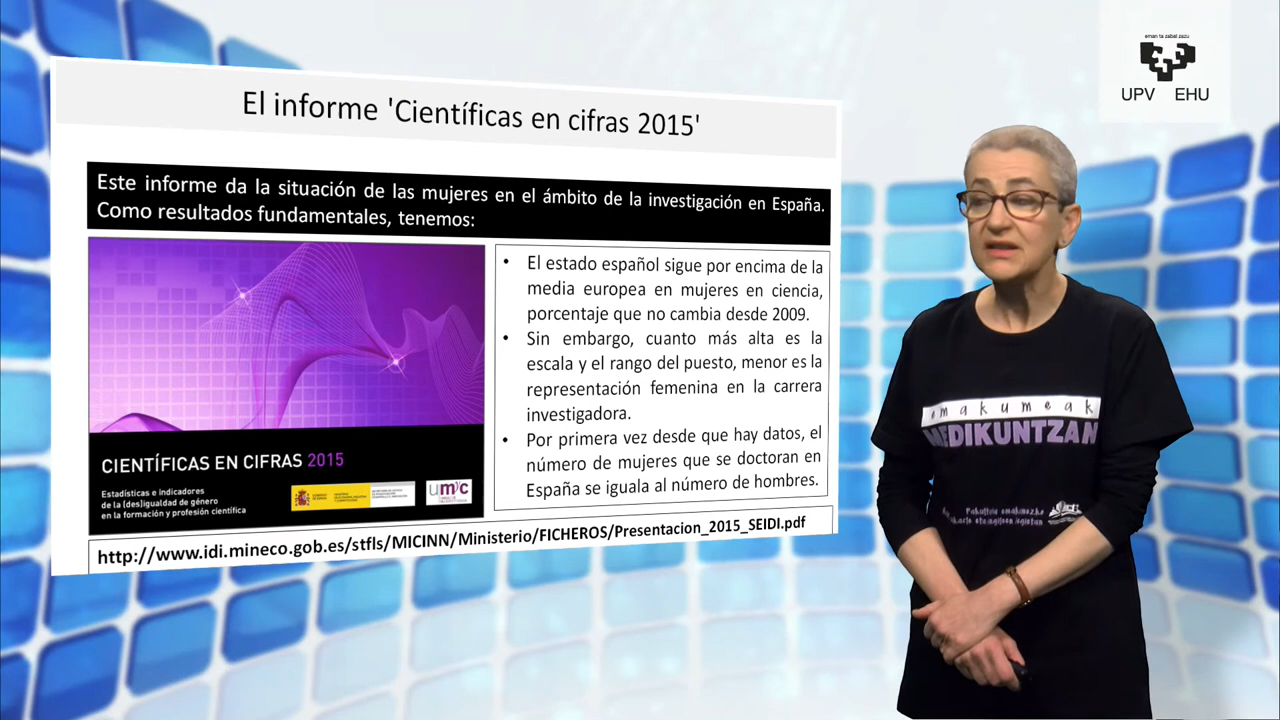 eman ta zabal zazu
UPV EHU
El informe 'Científicas en cifras 2015'
Este informe da la situación de las mujeres en el ámbito de la investigación en España.
Como resultados fundamentales, tenemos:
CIENTÍFICAS EN CIFRAS 2015
Estadísticas e indicadores
de la (des)igualdad de género
en la formación y profesión científica
umyc
• El estado español sigue por encima de la
media europea en mujeres en ciencia,
porcentaje que no cambia desde 2009.
• Sin embargo, cuanto más alta es la
escala y el rango del puesto, menor es la
representación femenina en la carrera
investigadora.
• Por primera vez desde que hay datos, el
número de mujeres que se doctoran en
España se iguala al número de hombres.
http://www.idi.mineco.gob.es/stfls/MICINN/Ministerio/FICHEROS/Presentacion_2015_SEIDI.pdf
emakumeak
MEDIKUNTZAN